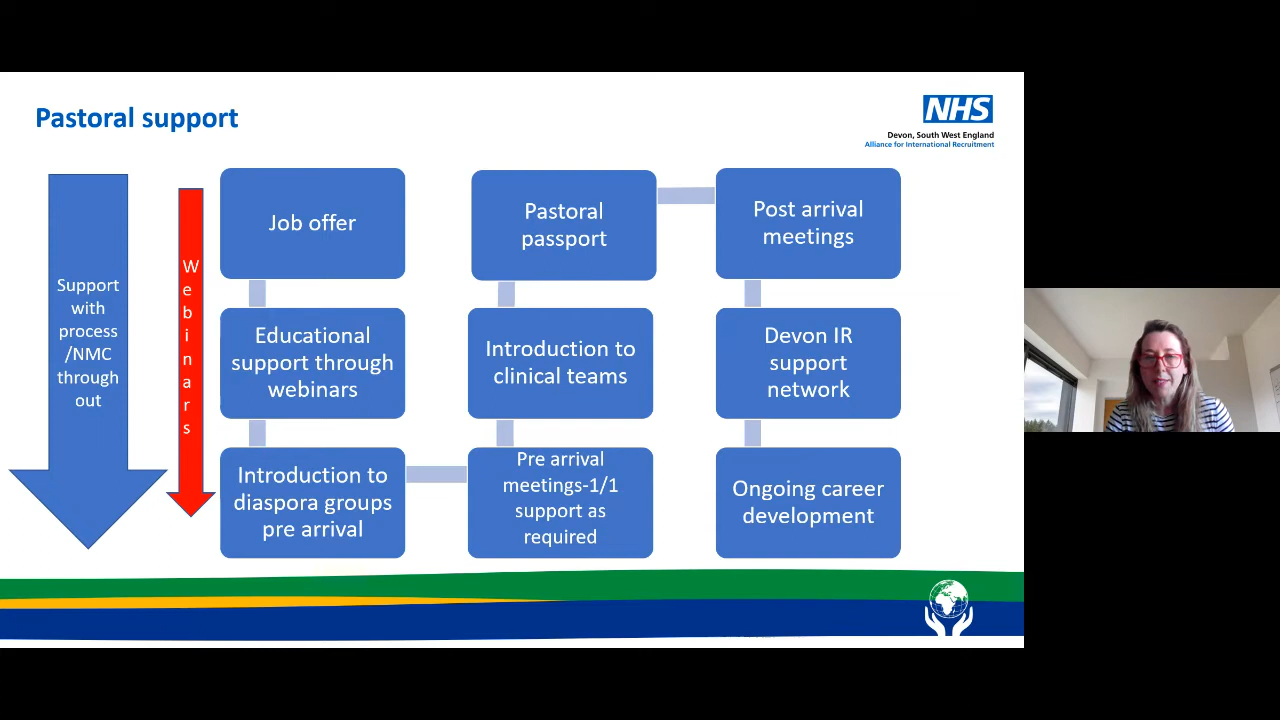 Pastoral support
NHS
Devon, South West England
Alliance for International Recruitment
Support
with
process
/NMC
through
out
W
e
b
i
n
a
r
s
Job offer
Educational
support through
webinars
Introduction to
diaspora groups
pre arrival
Pre arrival
meetings-1/1
support as
required
Introduction to
clinical teams
Pastoral
passport
Post arrival
meetings
Devon IR
support
network
Ongoing career
development